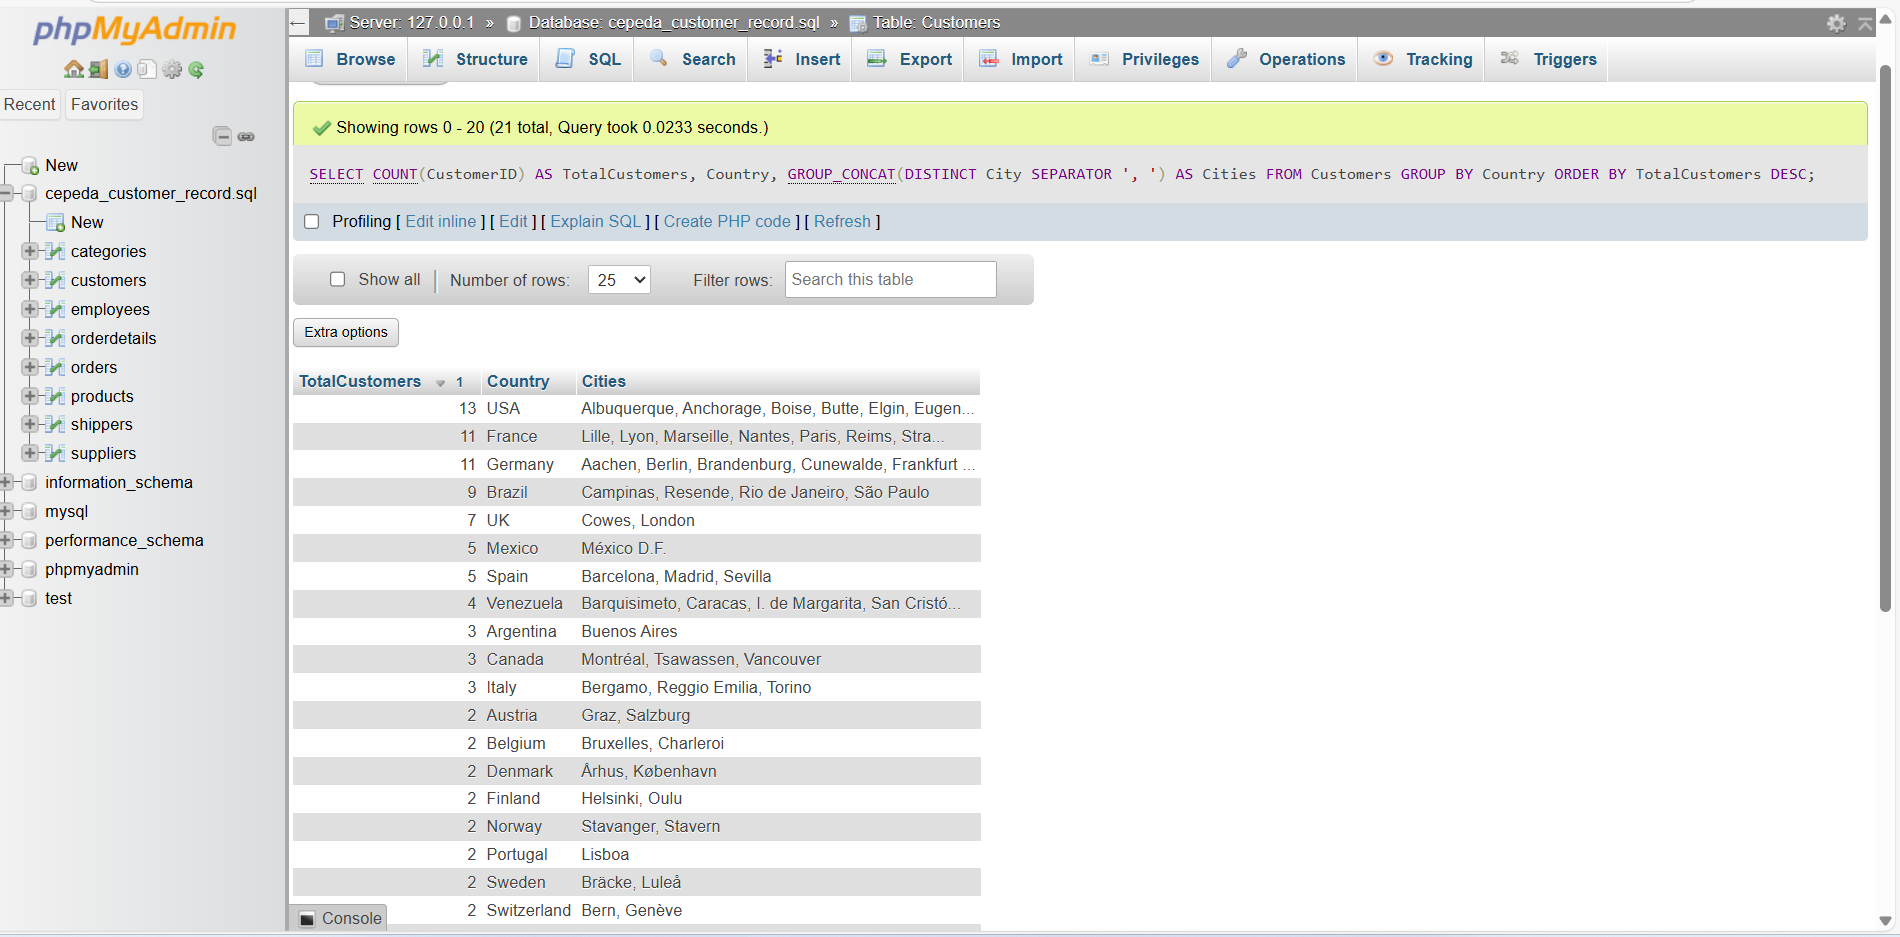 phpMyAdmin
Recent Favorites
New
cepeda_customer_record.sql
New
categories
customers
employees
orderdetails
orders
products
shippers
suppliers
information_schema
mysql
performance_schema
phpmyadmin
test
Server: 127.0.0.1 » Database: cepeda_customer_record.sql » Table: Customers
Browse Structure SQL Search Insert Export Import Privileges Operations Tracking Triggers
Showing rows 0 - 20 (21 total, Query took 0.0233 seconds.)
SELECT COUNT(CustomerID) AS TotalCustomers, Country, GROUP_CONCAT(DISTINCT City SEPARATOR ', ') AS Cities FROM Customers GROUP BY Country ORDER BY TotalCustomers DESC;
Profiling [ Edit inline ] [ Edit ] [ Explain SQL ] [ Create PHP code ] [ Refresh ]
Show all Number of rows: 25 Filter rows: Search this table
Extra options
TotalCustomers 1 Country Cities
13 USA Albuquerque, Anchorage, Boise, Butte, Elgin, Eugen...
11 France Lille, Lyon, Marseille, Nantes, Paris, Reims, Stra...
11 Germany Aachen, Berlin, Brandenburg, Cunewalde, Frankfurt ...
9 Brazil Campinas, Resende, Rio de Janeiro, São Paulo
7 UK Cowes, London
5 Mexico México D.F.
5 Spain Barcelona, Madrid, Sevilla
4 Venezuela Barquisimeto, Caracas, I. de Margarita, San Cristó...
3 Argentina Buenos Aires
3 Canada Montréal, Tsawassen, Vancouver
3 Italy Bergamo, Reggio Emilia, Torino
2 Austria Graz, Salzburg
2 Belgium Bruxelles, Charleroi
2 Denmark Århus, København
2 Finland Helsinki, Oulu
2 Norway Stavanger, Stavern
2 Portugal Lisboa
2 Sweden Bräcke, Luleå
2 Switzerland Bern, Genève
Console